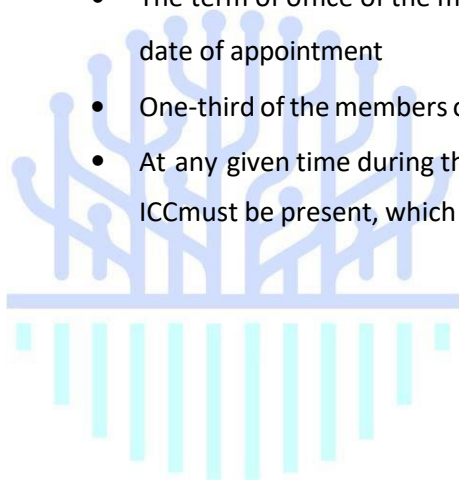 • The term of office of the m
date of appointment
• One-third of the members
• At any given time during th
ICCmust be present, which